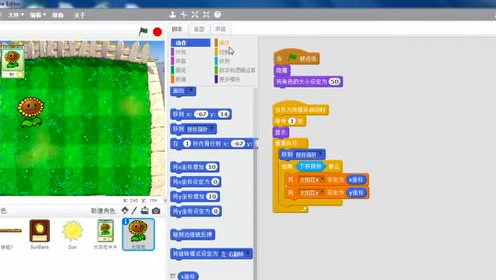 ne Editor
文件▾ 编辑▾ 关于
脚本 造型 声音
动作 事件
外观 控制
声音 侦测
画笔 数字和逻辑运算
数据 更多模块
面向
移到 x: -67 y: 14
移到 鼠标指针
在 1 秒内滑行到 x: -67 y:
将x坐标增加 10
将x坐标设定为 0
将y坐标增加 10
将y坐标设定为 0
碰到边缘就反弹
将旋转模式设定为 左-右翻转
x坐标
当 被点击
隐藏
将角色的大小设定为 50
当作为克隆体启动时
等待 1 秒
显示
重复执行
移到 鼠标指针
如果 下移鼠标 那么
将 太阳花X 设定为 x坐标
将 太阳花y 设定为 y坐标
新建角色:
SunBank
Sun
太阳花卡片
太阳花